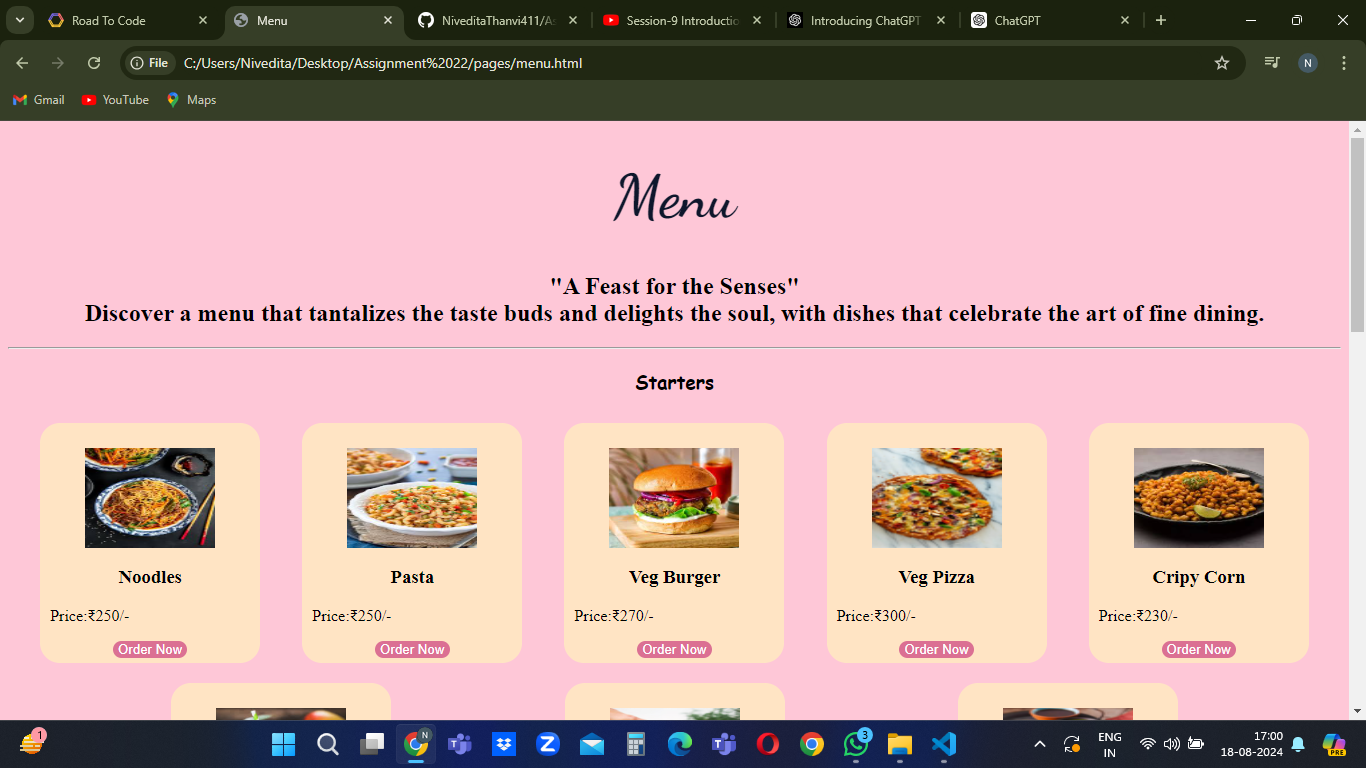 Road To Code
Menu
NiveditaThanvi411/As
Session-9 Introductio
Introducing ChatGPT
ChatGPT
File
C:/Users/Nivedita/Desktop/Assignment%2022/pages/menu.html
N
Gmail
YouTube
Maps
Menu
"A Feast for the Senses"
Discover a menu that tantalizes the taste buds and delights the soul, with dishes that celebrate the art of fine dining.
Starters
Noodles
Pasta
Veg Burger
Veg Pizza
Cripy Corn
Price:₹250/-
Price:₹250/-
Price:₹270/-
Price:₹300/-
Price:₹230/-
Order Now
Order Now
Order Now
Order Now
Order Now
1
N
3
ENG
IN
17:00
18-08-2024
PRE